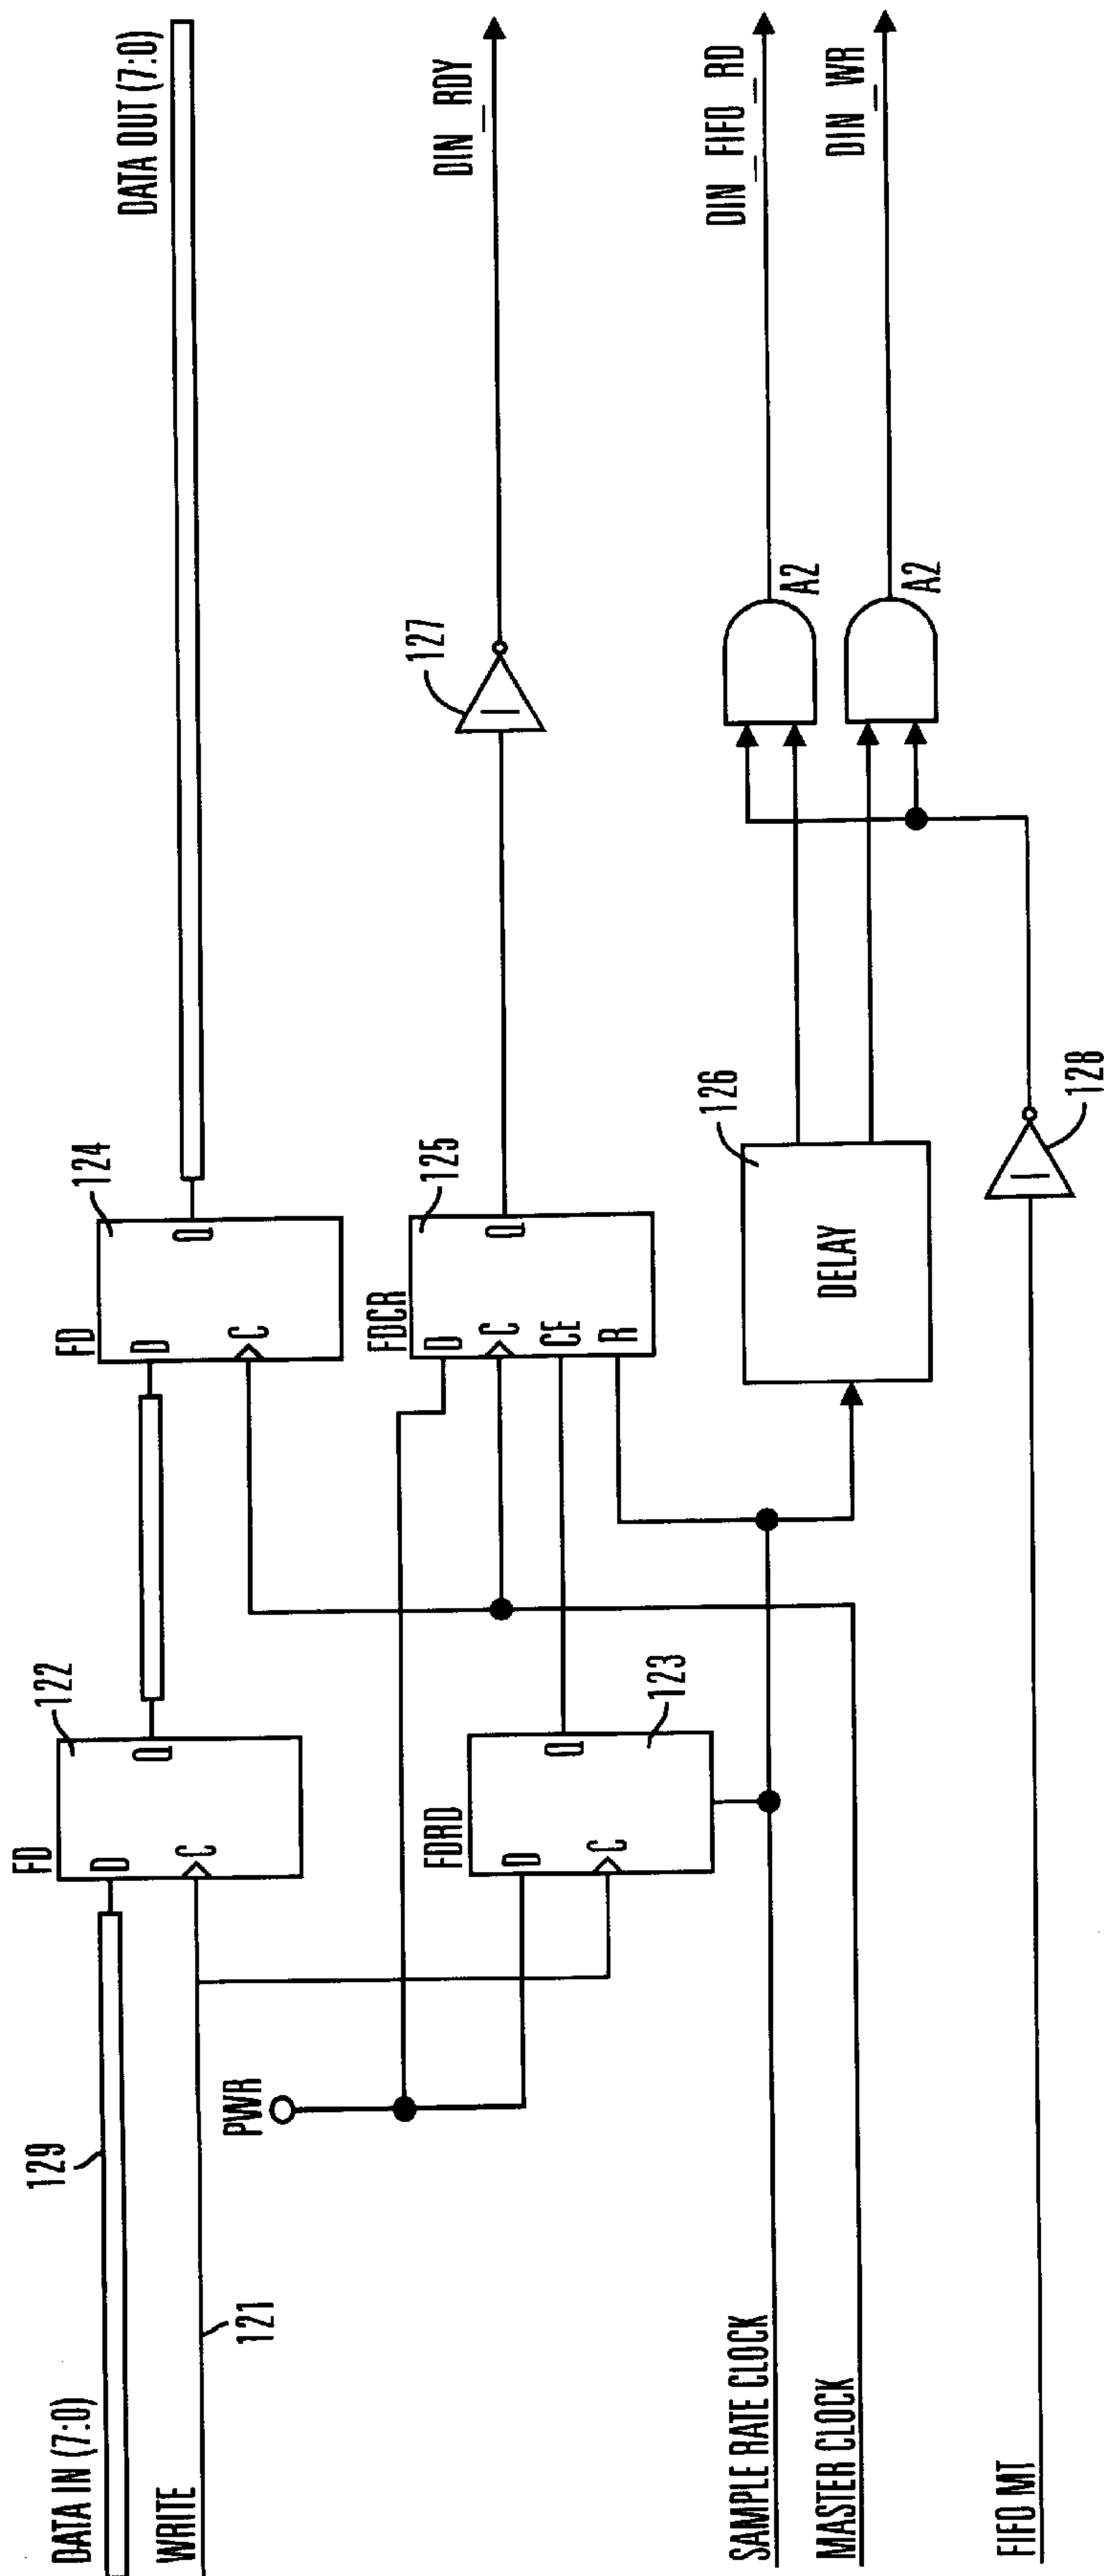 DATA IN (7:0)
129
WRITE
121
PWR
FD
122
D
Q
C
FD
124
D
Q
C
DATA OUT (7:0)
FDRD
D
Q
C
123
FDCR
125
D
Q
C
CE
R
127
DIN_RDY
SAMPLE RATE CLOCK
MASTER CLOCK
126
DELAY
A2
DIN_FIFO_RD
A2
DIN_WR
FIFO MT
128